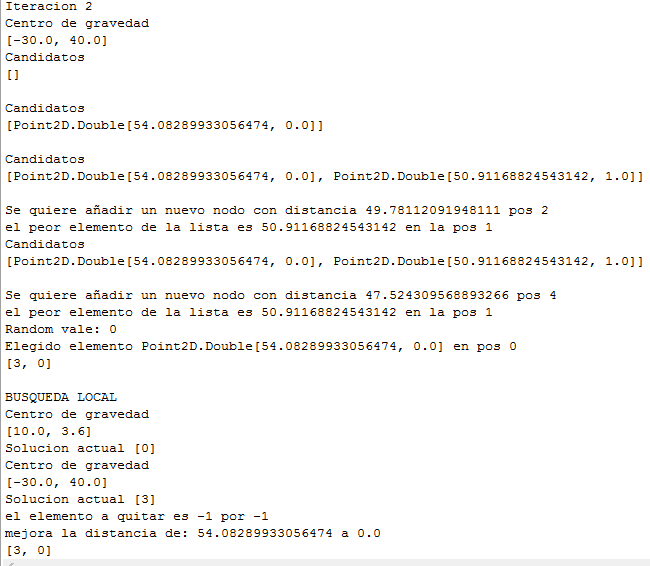 Iteracion 2
Centro de gravedad
[-30.0, 40.0]
Candidatos
[]
Candidatos
[Point2D.Double[54.08289933056474, 0.0]]
Candidatos
[Point2D.Double[54.08289933056474, 0.0], Point2D.Double[50.91168824543142, 1.0]]
Se quiere añadir un nuevo nodo con distancia 49.78112091948111 pos 2
el peor elemento de la lista es 50.91168824543142 en la pos 1
Candidatos
[Point2D.Double[54.08289933056474, 0.0], Point2D.Double[50.91168824543142, 1.0]]
Se quiere añadir un nuevo nodo con distancia 47.524309568893266 pos 4
el peor elemento de la lista es 50.91168824543142 en la pos 1
Random vale: 0
Elegido elemento Point2D.Double[54.08289933056474, 0.0] en pos 0
[3, 0]
BUSQUEDA LOCAL
Centro de gravedad
[10.0, 3.6]
Solucion actual [0]
Centro de gravedad
[-30.0, 40.0]
Solucion actual [3]
el elemento a quitar es -1 por -1
mejora la distancia de: 54.08289933056474 a 0.0
[3, 0]